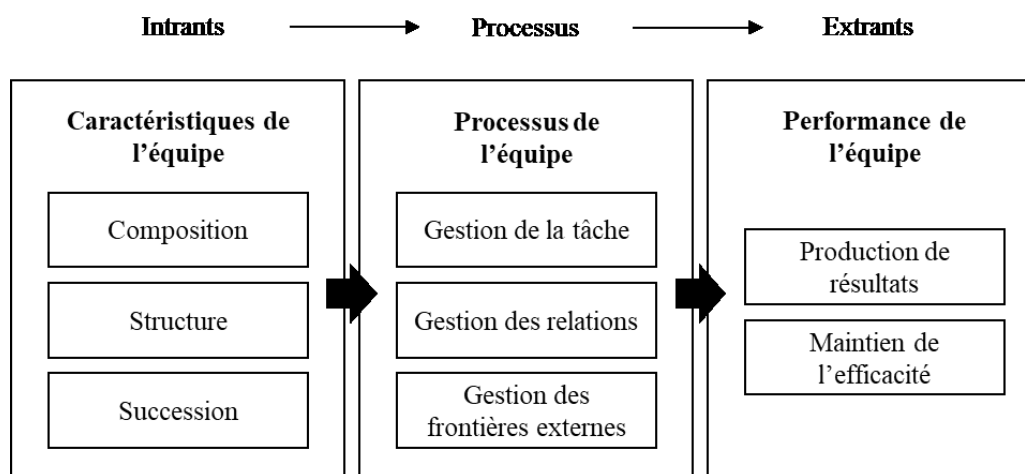 Intrants
Processus
Extrants
Caractéristiques de
l’équipe
Composition
Structure
Succession
Processus de
l’équipe
Gestion de la tâche
Gestion des relations
Gestion des
frontières externes
Performance de
l’équipe
Production de
résultats
Maintien de
l’efficacité